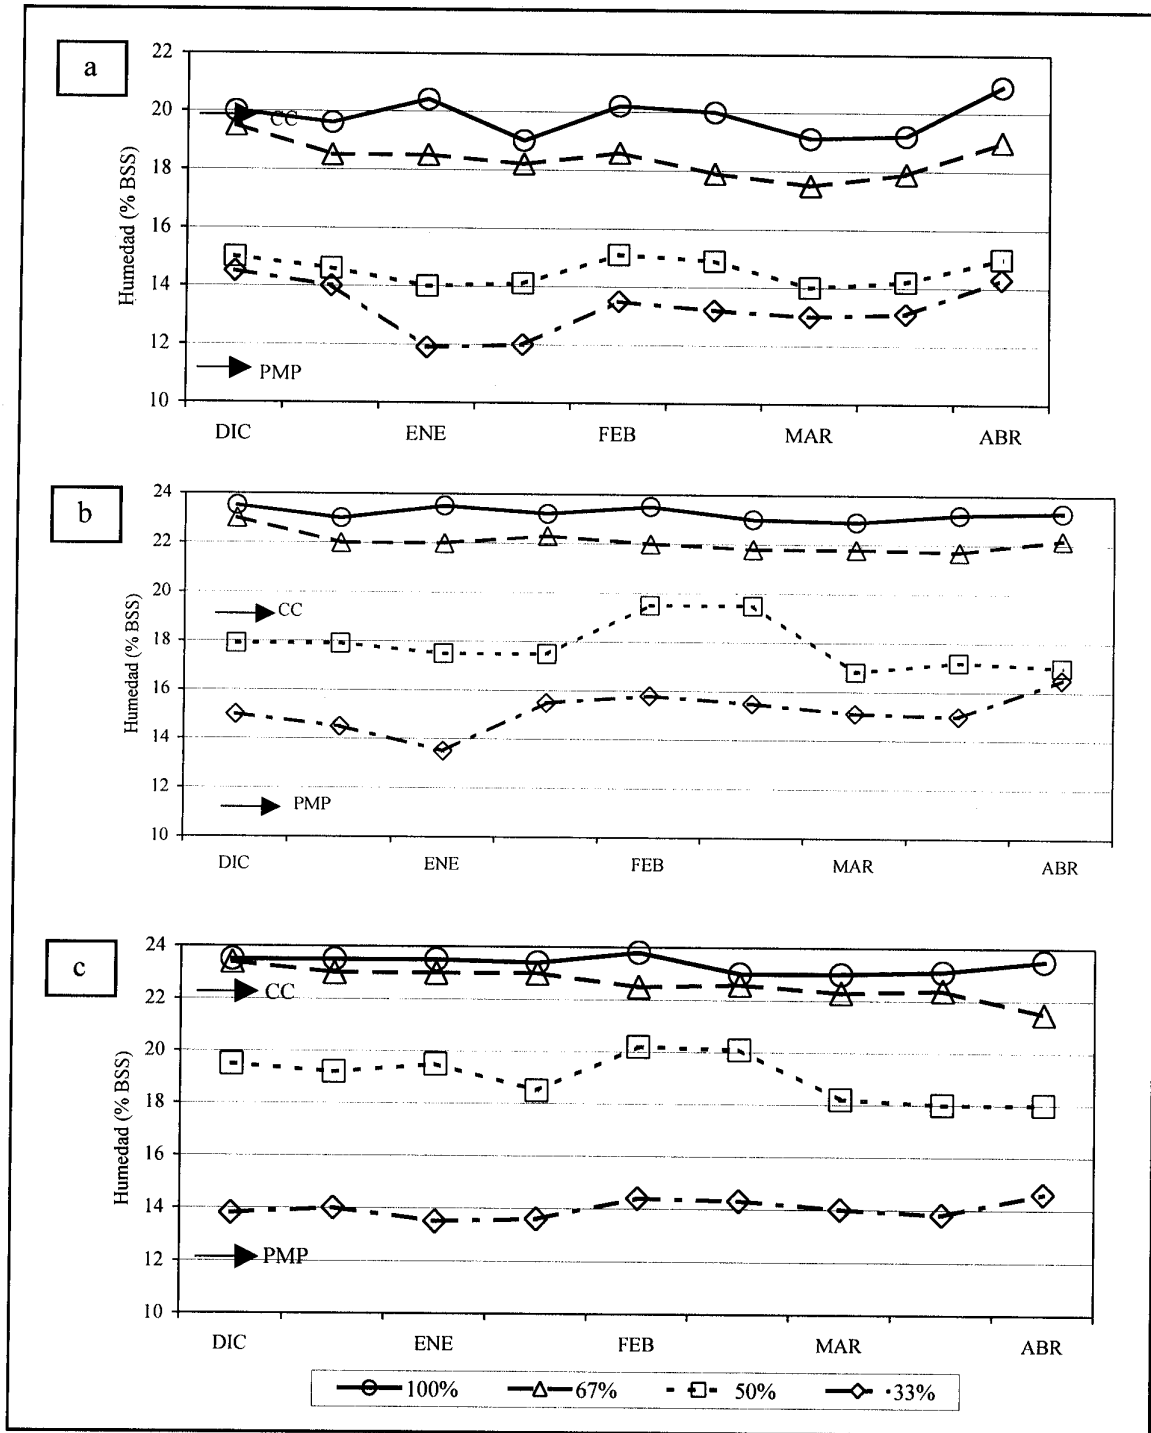 a
22
20
18
16
14
12
10
Humedad (% BSS)
CC
PMP
DIC ENE FEB MAR ABR
b
24
22
20
18
16
14
12
10
Humedad (% BSS)
CC
PMP
DIC ENE FEB MAR ABR
c
24
22
20
18
16
14
12
10
Humedad (% BSS)
CC
PMP
DIC ENE FEB MAR ABR
100% 67% 50% 33%